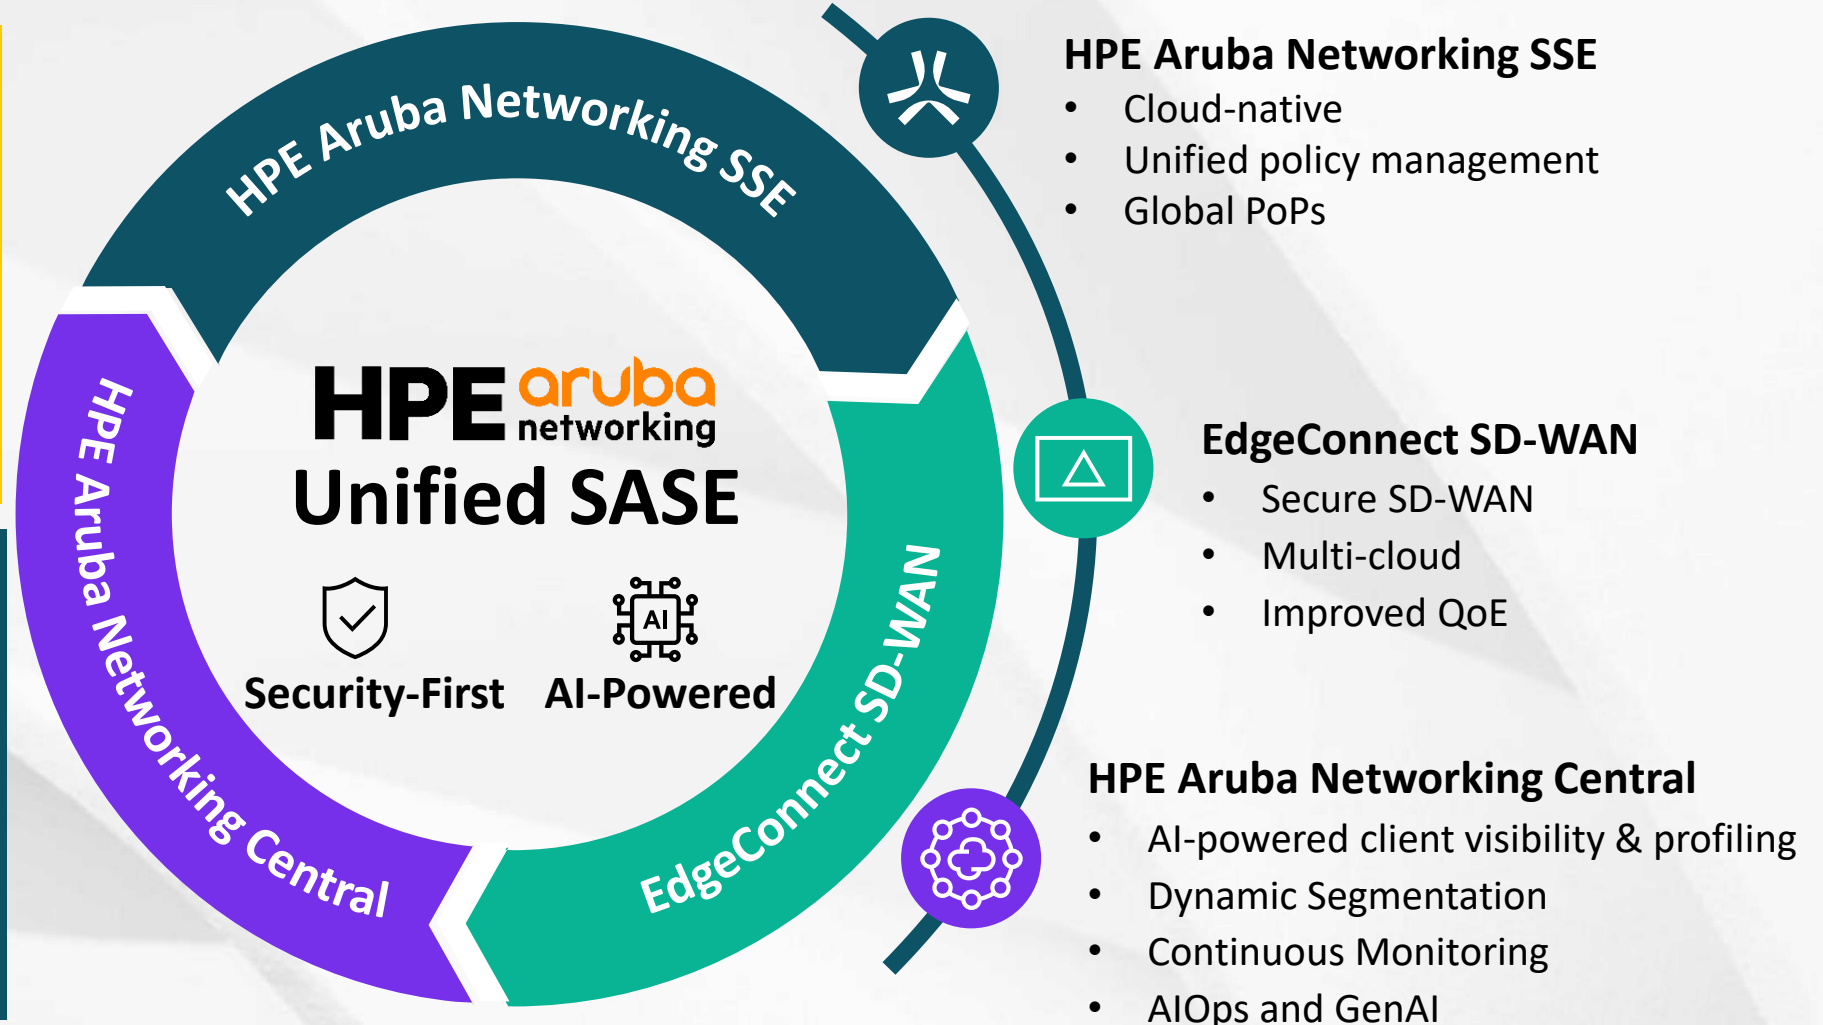 HPE Aruba Networking SSE
HPE Aruba Networking Central
EdgeConnect SD-WAN
HPE aruba
networking
Unified SASE
AI
Security-First
AI-Powered
HPE Aruba Networking SSE
• Cloud-native
• Unified policy management
• Global PoPs
EdgeConnect SD-WAN
• Secure SD-WAN
• Multi-cloud
• Improved QoE
HPE Aruba Networking Central
• AI-powered client visibility & profiling
• Dynamic Segmentation
• Continuous Monitoring
• AIOps and GenAI